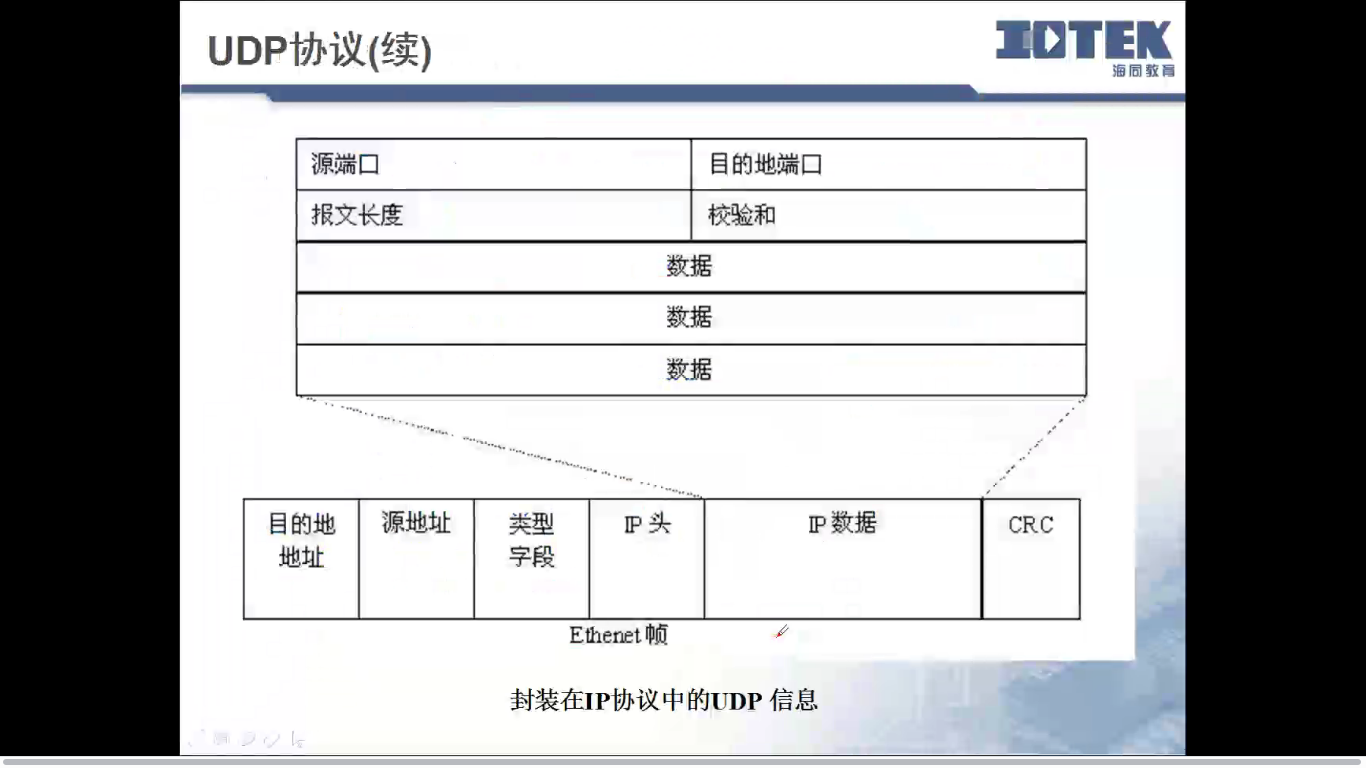 UDP协议(续)
IOTEK
海同教育
源端口 目的地端口
报文长度 校验和
数据
数据
数据
目的地 源地址 类型 IP 头 IP 数据 CRC
地址 字段
Ethenet 帧
封装在IP协议中的UDP 信息